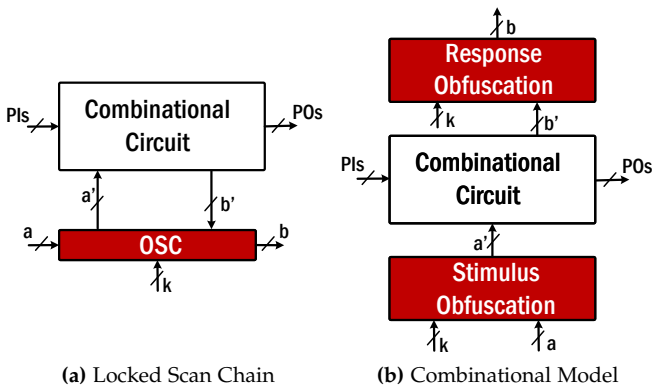 PIs
Combinational
Circuit
POs
a'
b'
a
OSC
b
k
(a) Locked Scan Chain
b
Response
Obfuscation
k
b'
PIs
Combinational
Circuit
POs
a'
Stimulus
Obfuscation
k
a
(b) Combinational Model